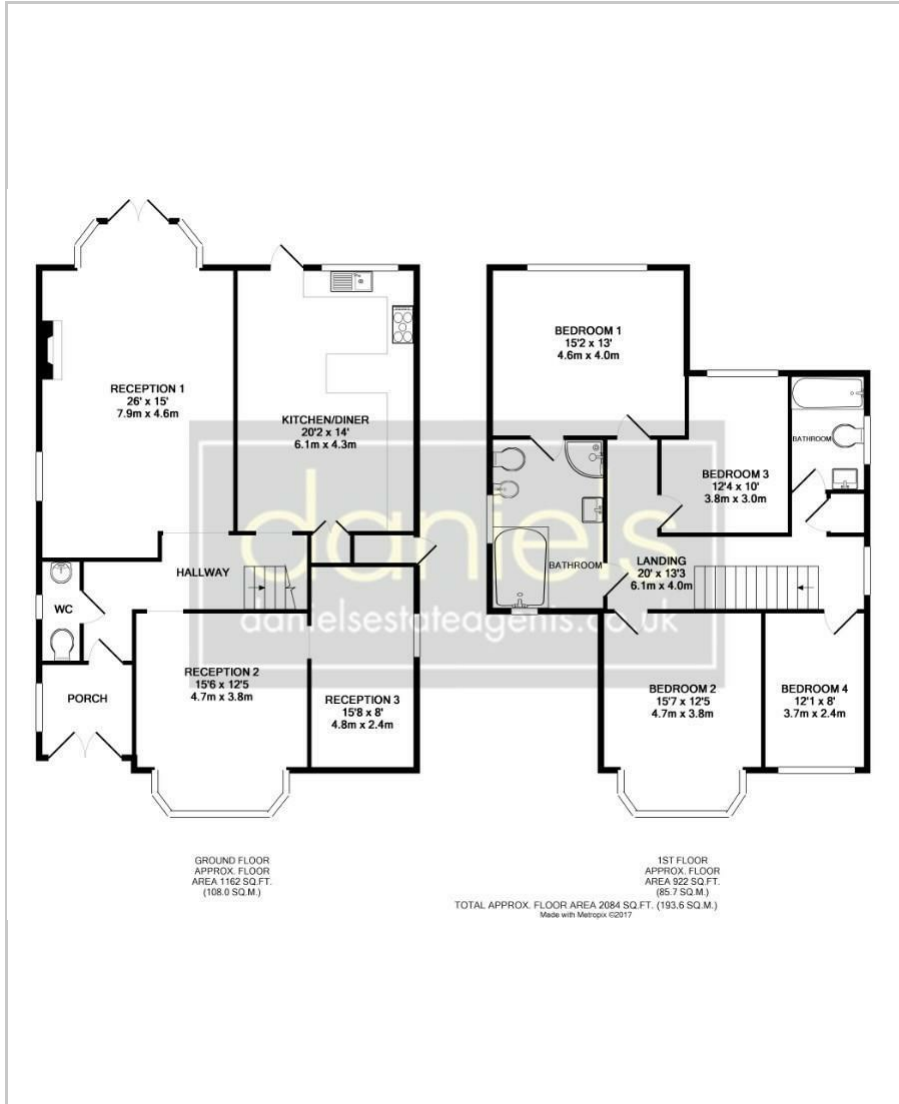 RECEPTION 1
26' x 15'
7.9m x 4.6m
KITCHEN/DINER
20'2 x 14'
6.1m x 4.3m
HALLWAY
WC
PORCH
RECEPTION 2
15'6 x 12'5
4.7m x 3.8m
RECEPTION 3
15'8 x 8'
4.8m x 2.4m
BEDROOM 1
15'2 x 13'
4.6m x 4.0m
BATHROOM
BEDROOM 3
12'4 x 10'
3.8m x 3.0m
BATHROOM
LANDING
20' x 13'3
6.1m x 4.0m
BEDROOM 2
15'7 x 12'5
4.7m x 3.8m
BEDROOM 4
12'1 x 8'
3.7m x 2.4m
daniels
danielsestateagents.co.uk
GROUND FLOOR
APPROX. FLOOR
AREA 1162 SQ.FT.
(108.0 SQ.M.)
1ST FLOOR
APPROX. FLOOR
AREA 922 SQ.FT.
(85.7 SQ.M.)
TOTAL APPROX. FLOOR AREA 2084 SQ.FT. (193.6 SQ.M.)
Made with Metropix ©2017